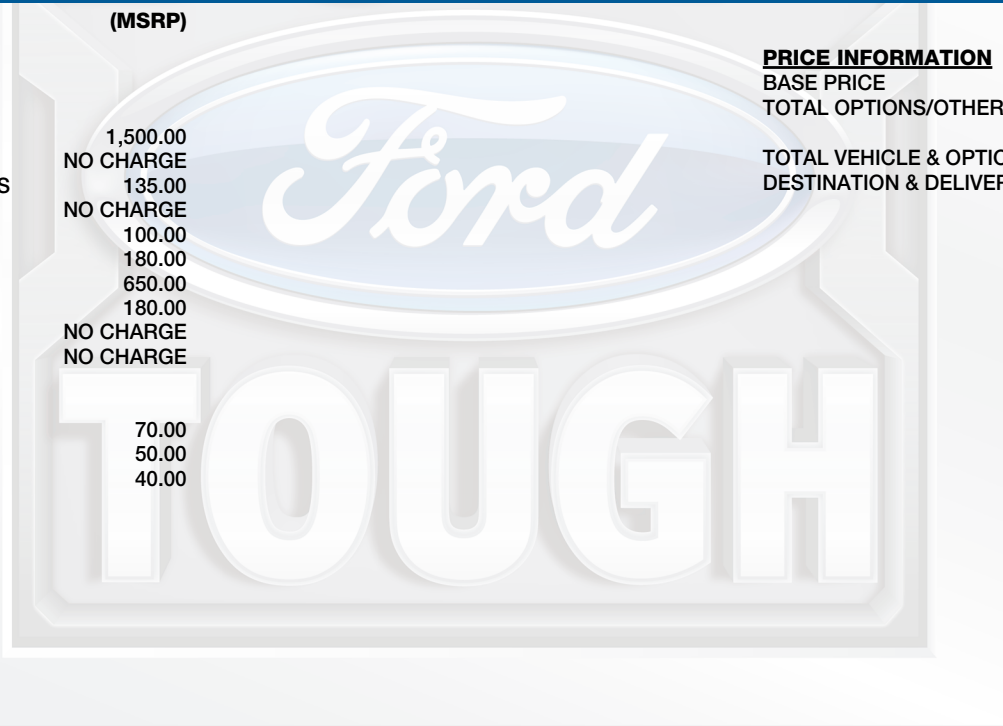 (MSRP)
1,500.00
NO CHARGE
S 135.00
NO CHARGE
100.00
180.00
650.00
180.00
NO CHARGE
NO CHARGE
70.00
50.00
40.00
PRICE INFORMATION
BASE PRICE
TOTAL OPTIONS/OTHER
TOTAL VEHICLE & OPTIO
DESTINATION & DELIVER
Ford
TOUGH